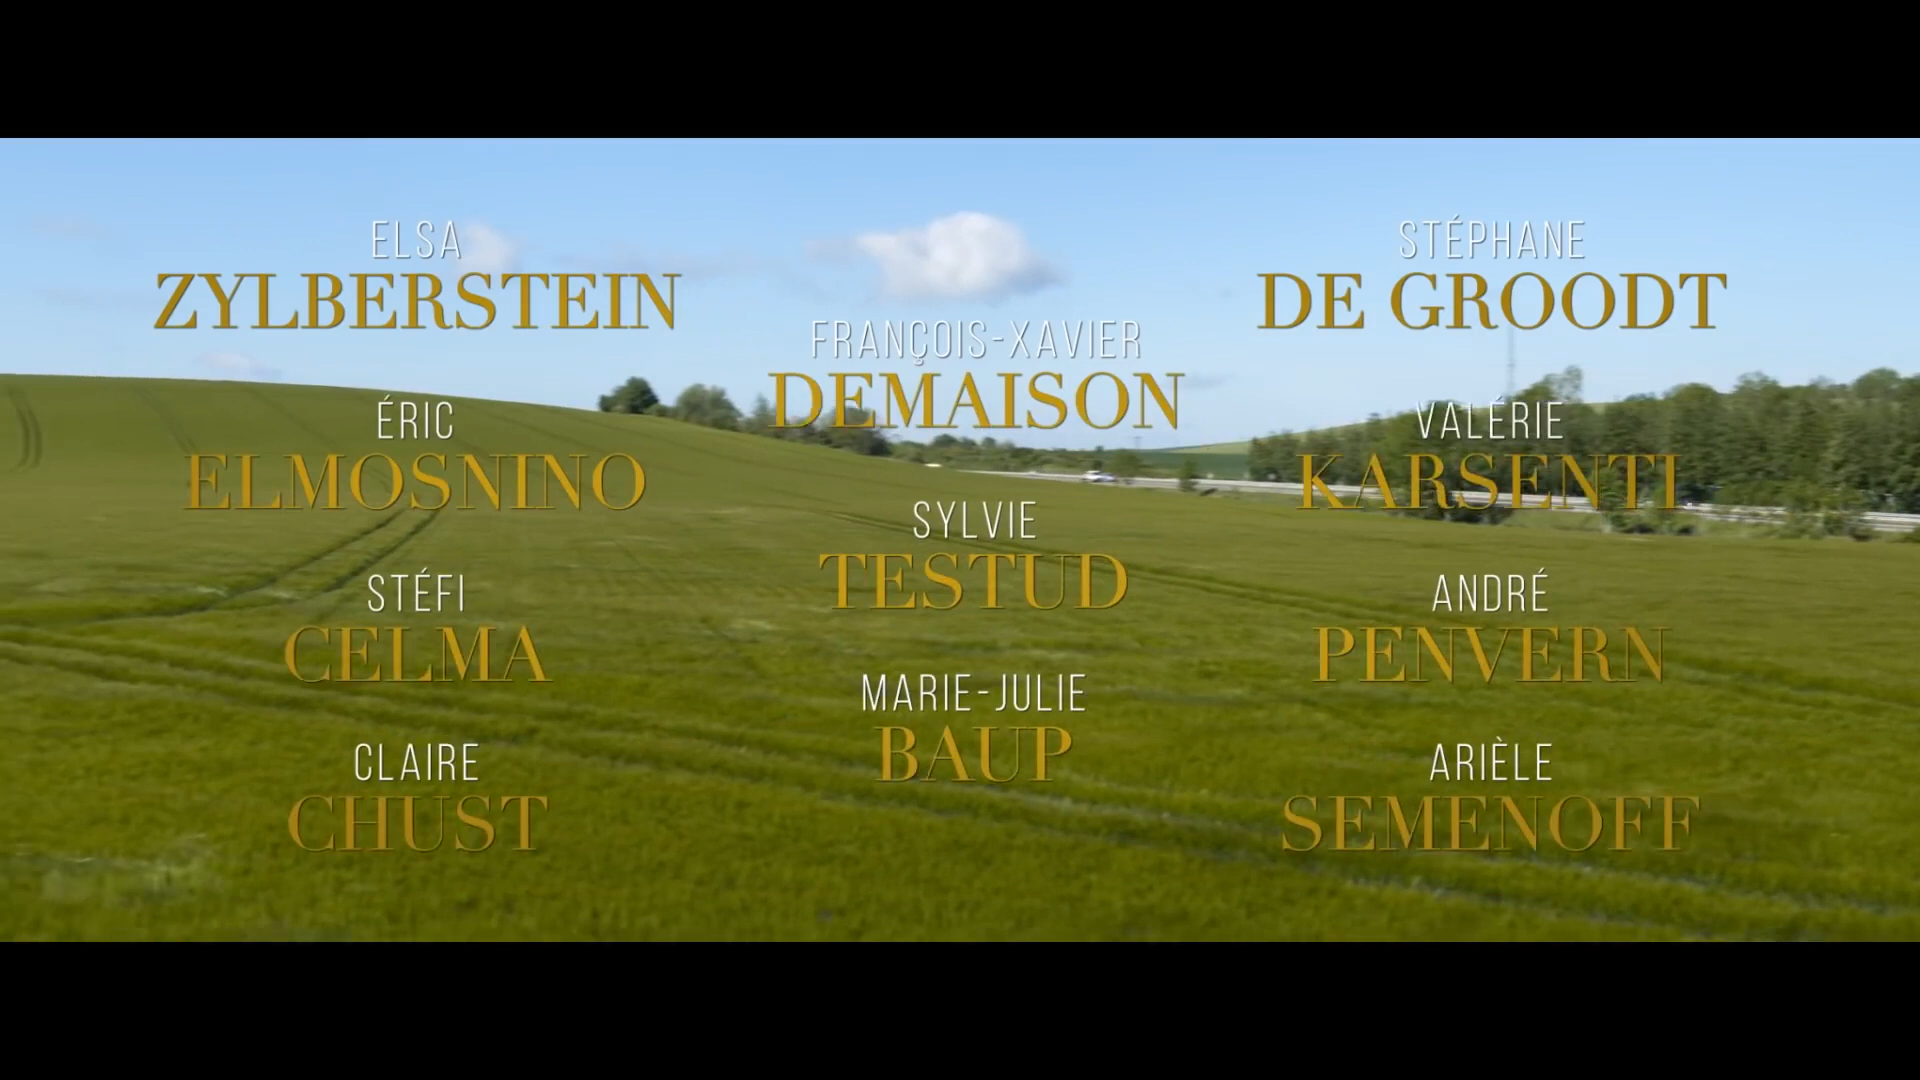 ELSA
ZYLBERSTEIN
FRANÇOIS-XAVIER
DEMAISON
STÉPHANE
DE GROODT
ÉRIC
ELMOSNINO
SYLVIE
TESTUD
VALÉRIE
KARSENTI
STÉFI
CELMA
MARIE-JULIE
BAUP
ANDRÉ
PENVERN
CLAIRE
CHUST
ARIÈLE
SEMENOFF